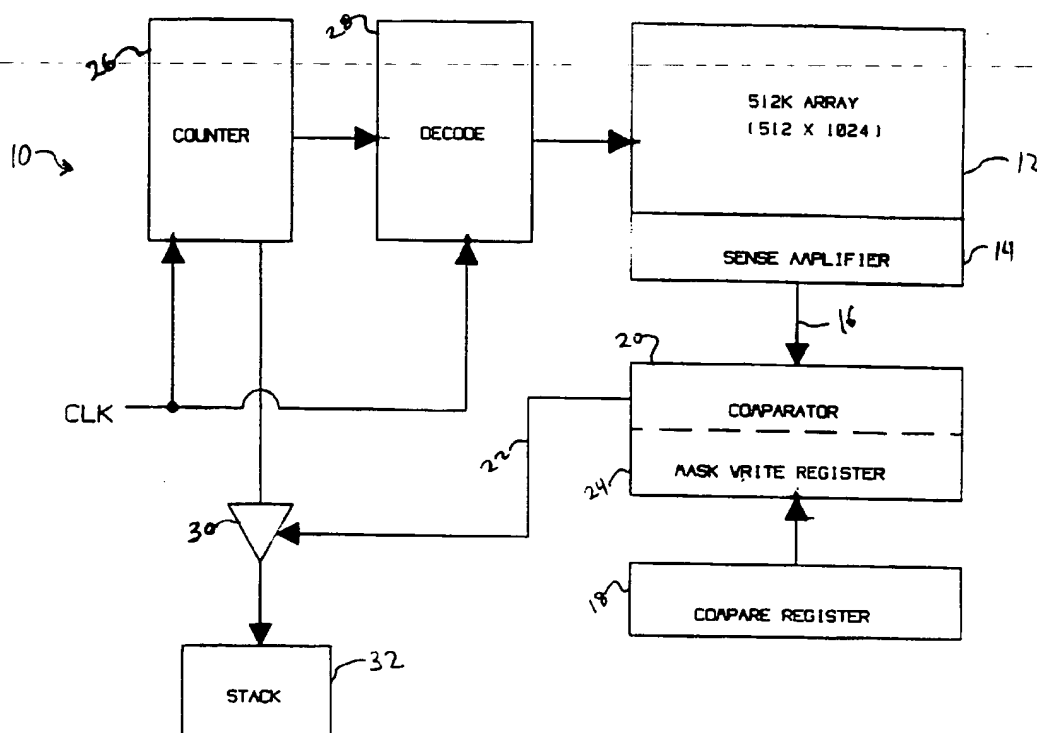 26
28
COUNTER
DECODE
512K ARRAY
(512 X 1024)
10
12
SENSE AMPLIFIER
14
16
20
CLK
COMPARATOR
22
24
MASK WRITE REGISTER
30
18
COMPARE REGISTER
32
STACK